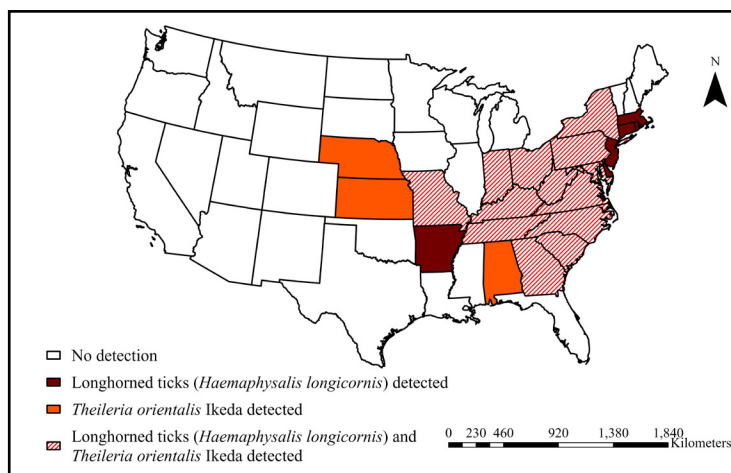 N
No detection
Longhorned ticks (Haemaphysalis longicornis) detected
Theileria orientalis Ikeda detected
Longhorned ticks (Haemaphysalis longicornis) and
Theileria orientalis Ikeda detected
0 230 460 920 1,380 1,840
Kilometers